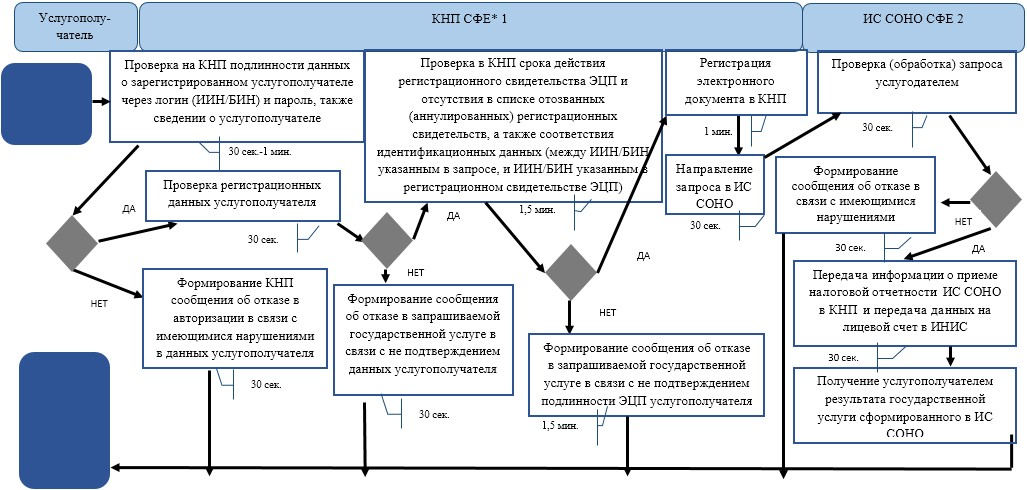 Услугополу-
чатель
КНП СФЕ* 1
ИС СОНО СФЕ 2
Проверка на КНП подлинности данных
о зарегистрированном услугополучателе
через логин (ИИН/БИН) и пароль, также
сведении о услугополучателе
30 сек.-1 мин.
Проверка в КНП срока действия
регистрационного свидетельства ЭЦП и
отсутствия в списке отозванных
(аннулированных) регистрационных
свидетельств, а также соответствия
идентификационных данных (между ИИН/БИН
указанным в запросе, и ИИН/БИН указанным в
регистрационном свидетельстве ЭЦП)
1,5 мин.
Регистрация
электронного
документа в КНП
1 мин.
Проверка (обработка) запроса
услугодателем
30 сек.
Проверка регистрационных
данных услугополучателя
30 сек.
Направление
запроса в ИС
СОНО
30 сек.
Формирование
сообщения об отказе в
связи с имеющимися
нарушениями
30 сек.
ДА
ДА
ДА
НЕТ
ДА
НЕТ
НЕТ
НЕТ
Формирование КНП
сообщения об отказе в
авторизации в связи с
имеющимися нарушениями
в данных услугополучателя
30 сек.
Формирование сообщения
об отказе в запрашиваемой
государственной услуге в
связи с не подтверждением
данных услугополучателя
30 сек.
Формирование сообщения об отказе
в запрашиваемой государственной
услуге в связи с не подтверждением
подлинности ЭЦП услугополучателя
1,5 мин.
Передача информации о приеме
налоговой отчетности ИС СОНО
в КНП и передача данных на
лицевой счет в ИНИС
30 сек.
Получение услугополучателем
результата государственной
услуги сформированного в ИС
СОНО